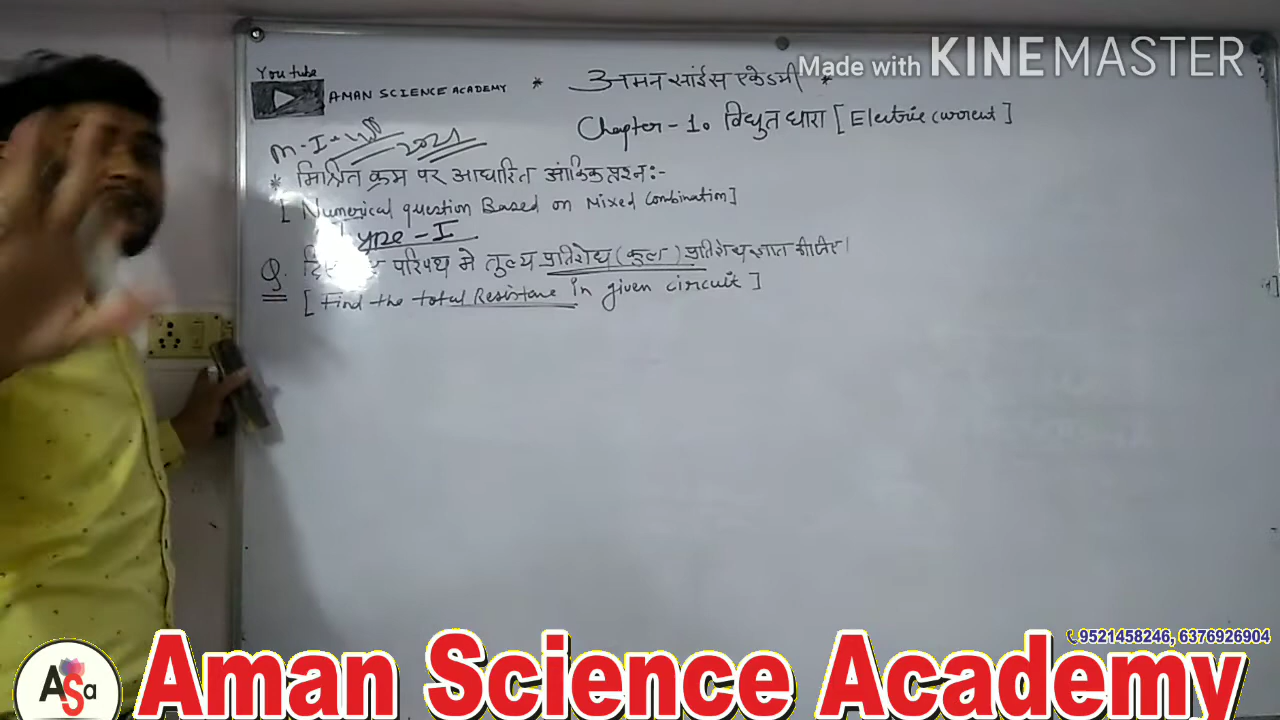 Made with KINEMASTER
You tube
AMAN SCIENCE ACADEMY * अमन साईंस एकेडमी *
Chapter - 10 विद्युत धारा [ Electric current ]
2021
* मिश्रित क्रम पर आधारित आंकिक प्रश्न :-
[ Numerical question Based on Mixed Combination]
Type - I
Q. परिपथ मे तुल्य प्रतिरोध (कुल) प्रतिरोध ज्ञात कीजिए।
[ Find the total Resistane in given circuit ]
9521458246, 6376926904
ASa
Aman Science Academy